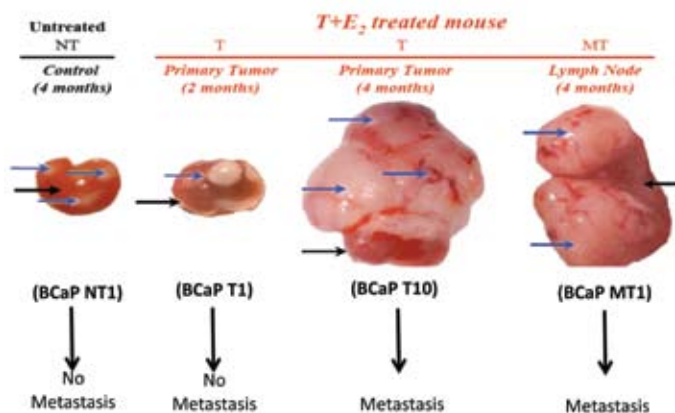 Untreated
NT
Control
(4 months)
T+E₂ treated mouse
T
Primary Tumor
(2 months)
T
Primary Tumor
(4 months)
MT
Lymph Node
(4 months)
(BCaP NT1)
(BCaP T1)
(BCaP T10)
(BCaP MT1)
No
Metastasis
No
Metastasis
Metastasis
Metastasis